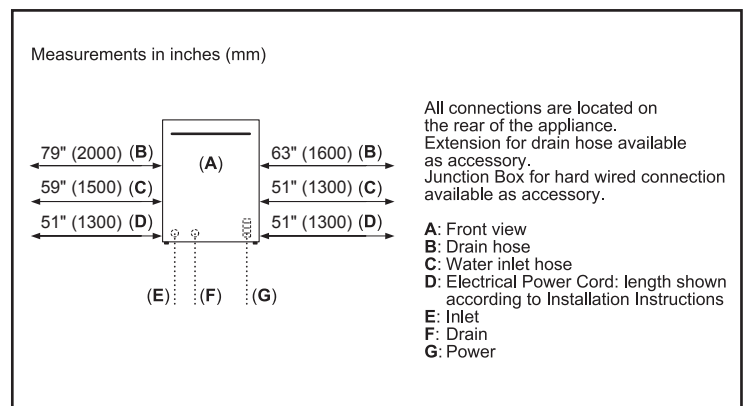 Measurements in inches (mm)
79" (2000) (B)
59" (1500) (C)
51" (1300) (D)
(A)
63" (1600) (B)
51" (1300) (C)
51" (1300) (D)
(E)
(F)
(G)
All connections are located on
the rear of the appliance.
Extension for drain hose available
as accessory.
Junction Box for hard wired connection
available as accessory.
A: Front view
B: Drain hose
C: Water inlet hose
D: Electrical Power Cord: length shown
according to Installation Instructions
E: Inlet
F: Drain
G: Power